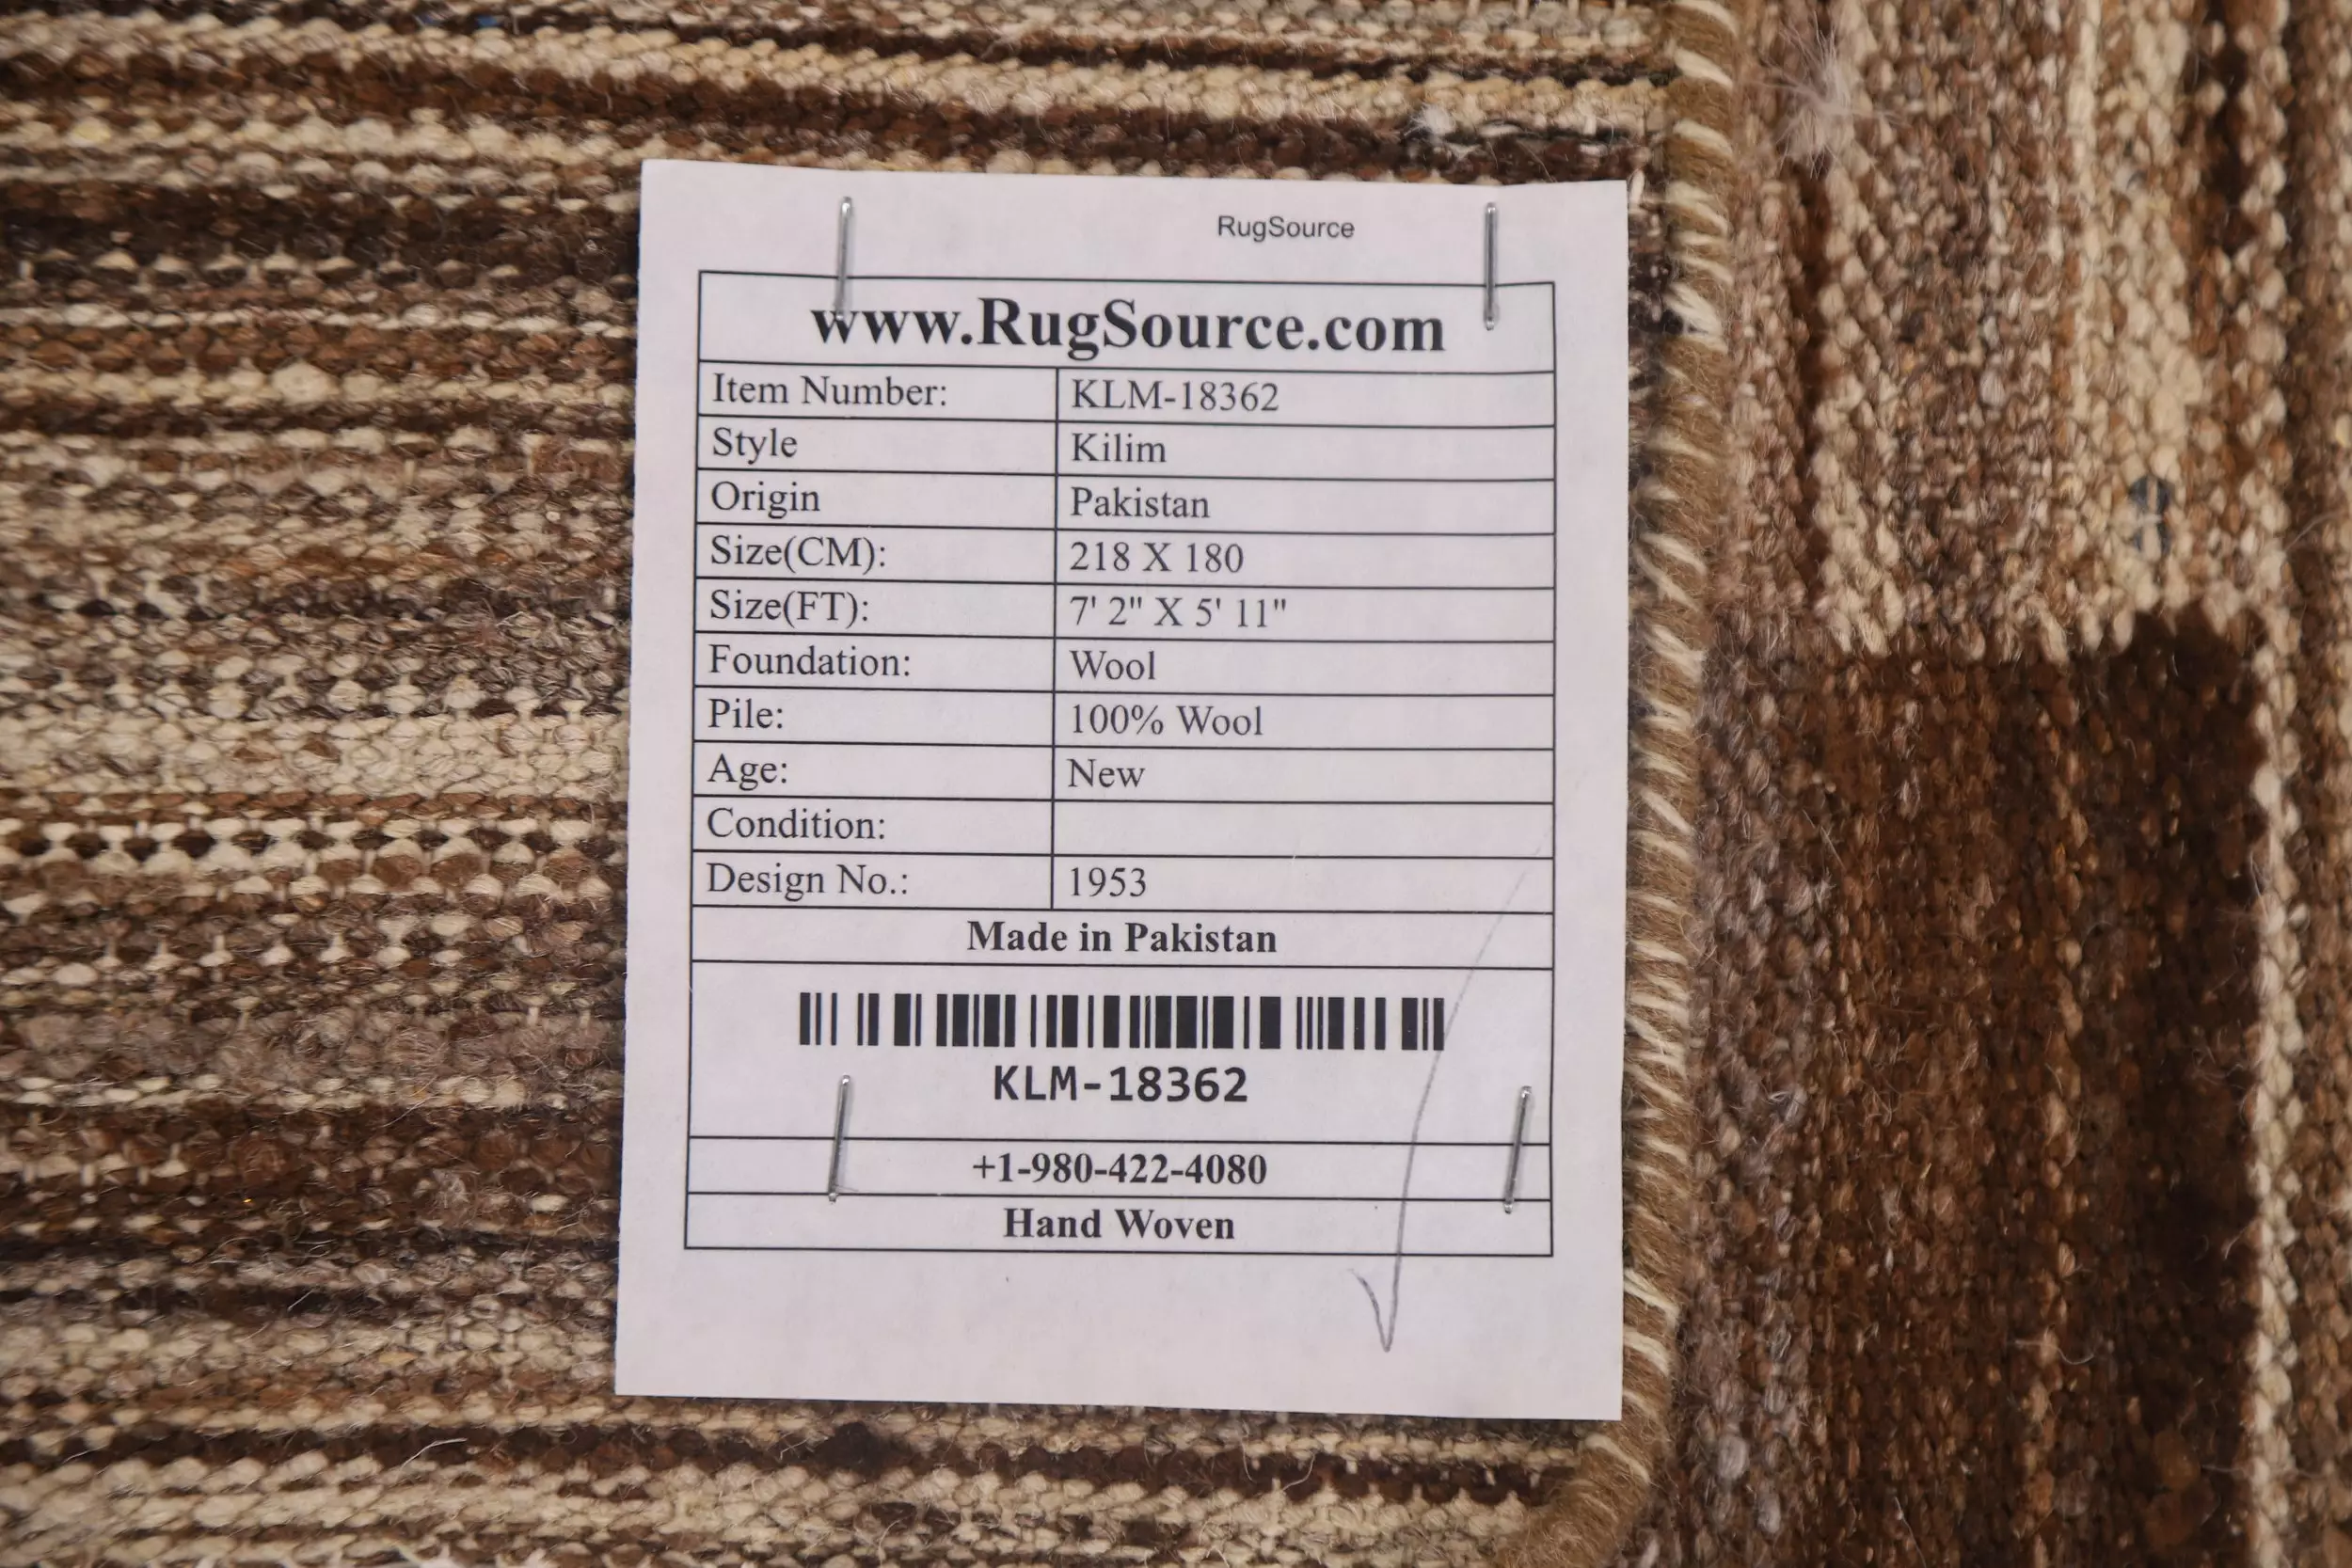 RugSource
www.RugSource.com
Item Number: KLM-18362
Style Kilim
Origin Pakistan
Size(CM): 218 X 180
Size(FT): 7' 2" X 5' 11"
Foundation: Wool
Pile: 100% Wool
Age: New
Condition:
Design No.: 1953
Made in Pakistan
KLM-18362
+1-980-422-4080
Hand Woven